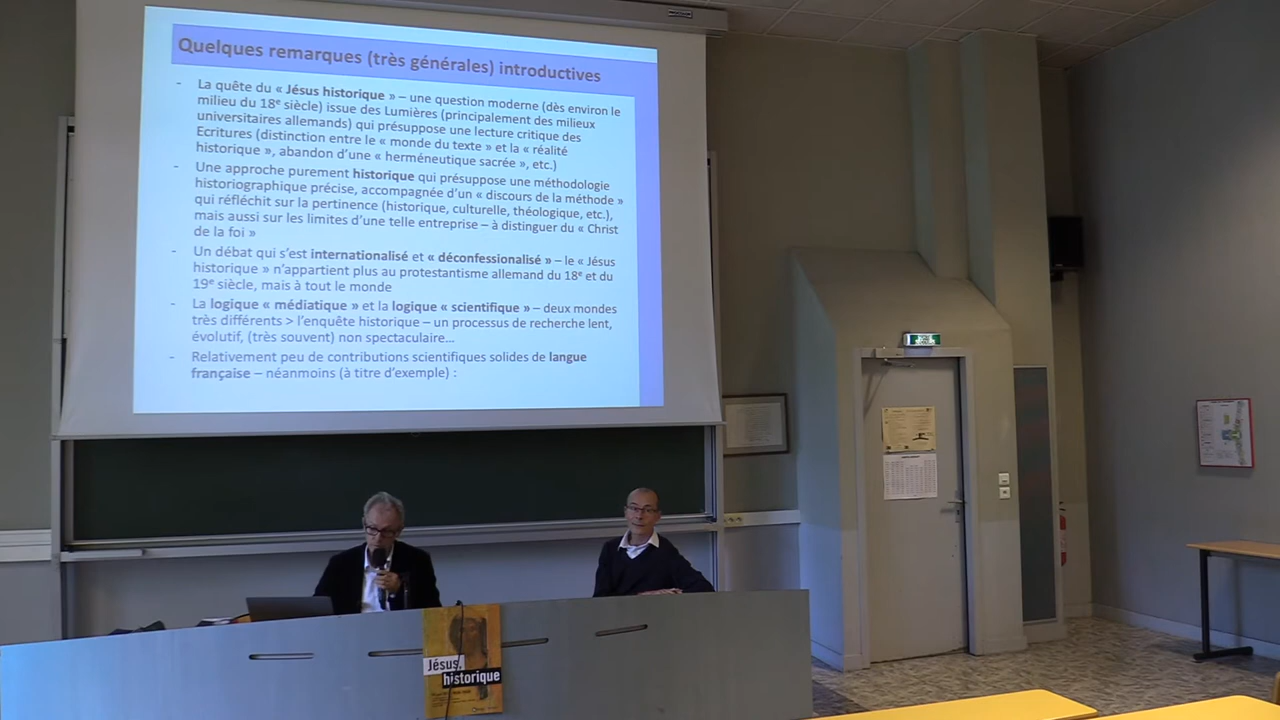 Quelques remarques (très générales) introductives
- La quête du « Jésus historique » – une question moderne (dès environ le
milieu du 18e siècle) issue des Lumières (principalement des milieux
universitaires allemands) qui présuppose une lecture critique des
Ecritures (distinction entre le « monde du texte » et la « réalité
historique », abandon d'une « herméneutique sacrée », etc.)
- Une approche purement historique qui présuppose une méthodologie
historiographique précise, accompagnée d'un « discours de la méthode »
qui réfléchit sur la pertinence (historique, culturelle, théologique, etc.),
mais aussi sur les limites d'une telle entreprise – à distinguer du « Christ
de la foi »
- Un débat qui s'est internationalisé et « déconfessionalisé » – le « Jésus
historique » n'appartient plus au protestantisme allemand du 18e et du
19e siècle, mais à tout le monde
- La logique « médiatique » et la logique « scientifique » – deux mondes
très différents > l'enquête historique – un processus de recherche lent,
évolutif, (très souvent) non spectaculaire...
- Relativement peu de contributions scientifiques solides de langue
française – néanmoins (à titre d'exemple) :
Jésus,
historique